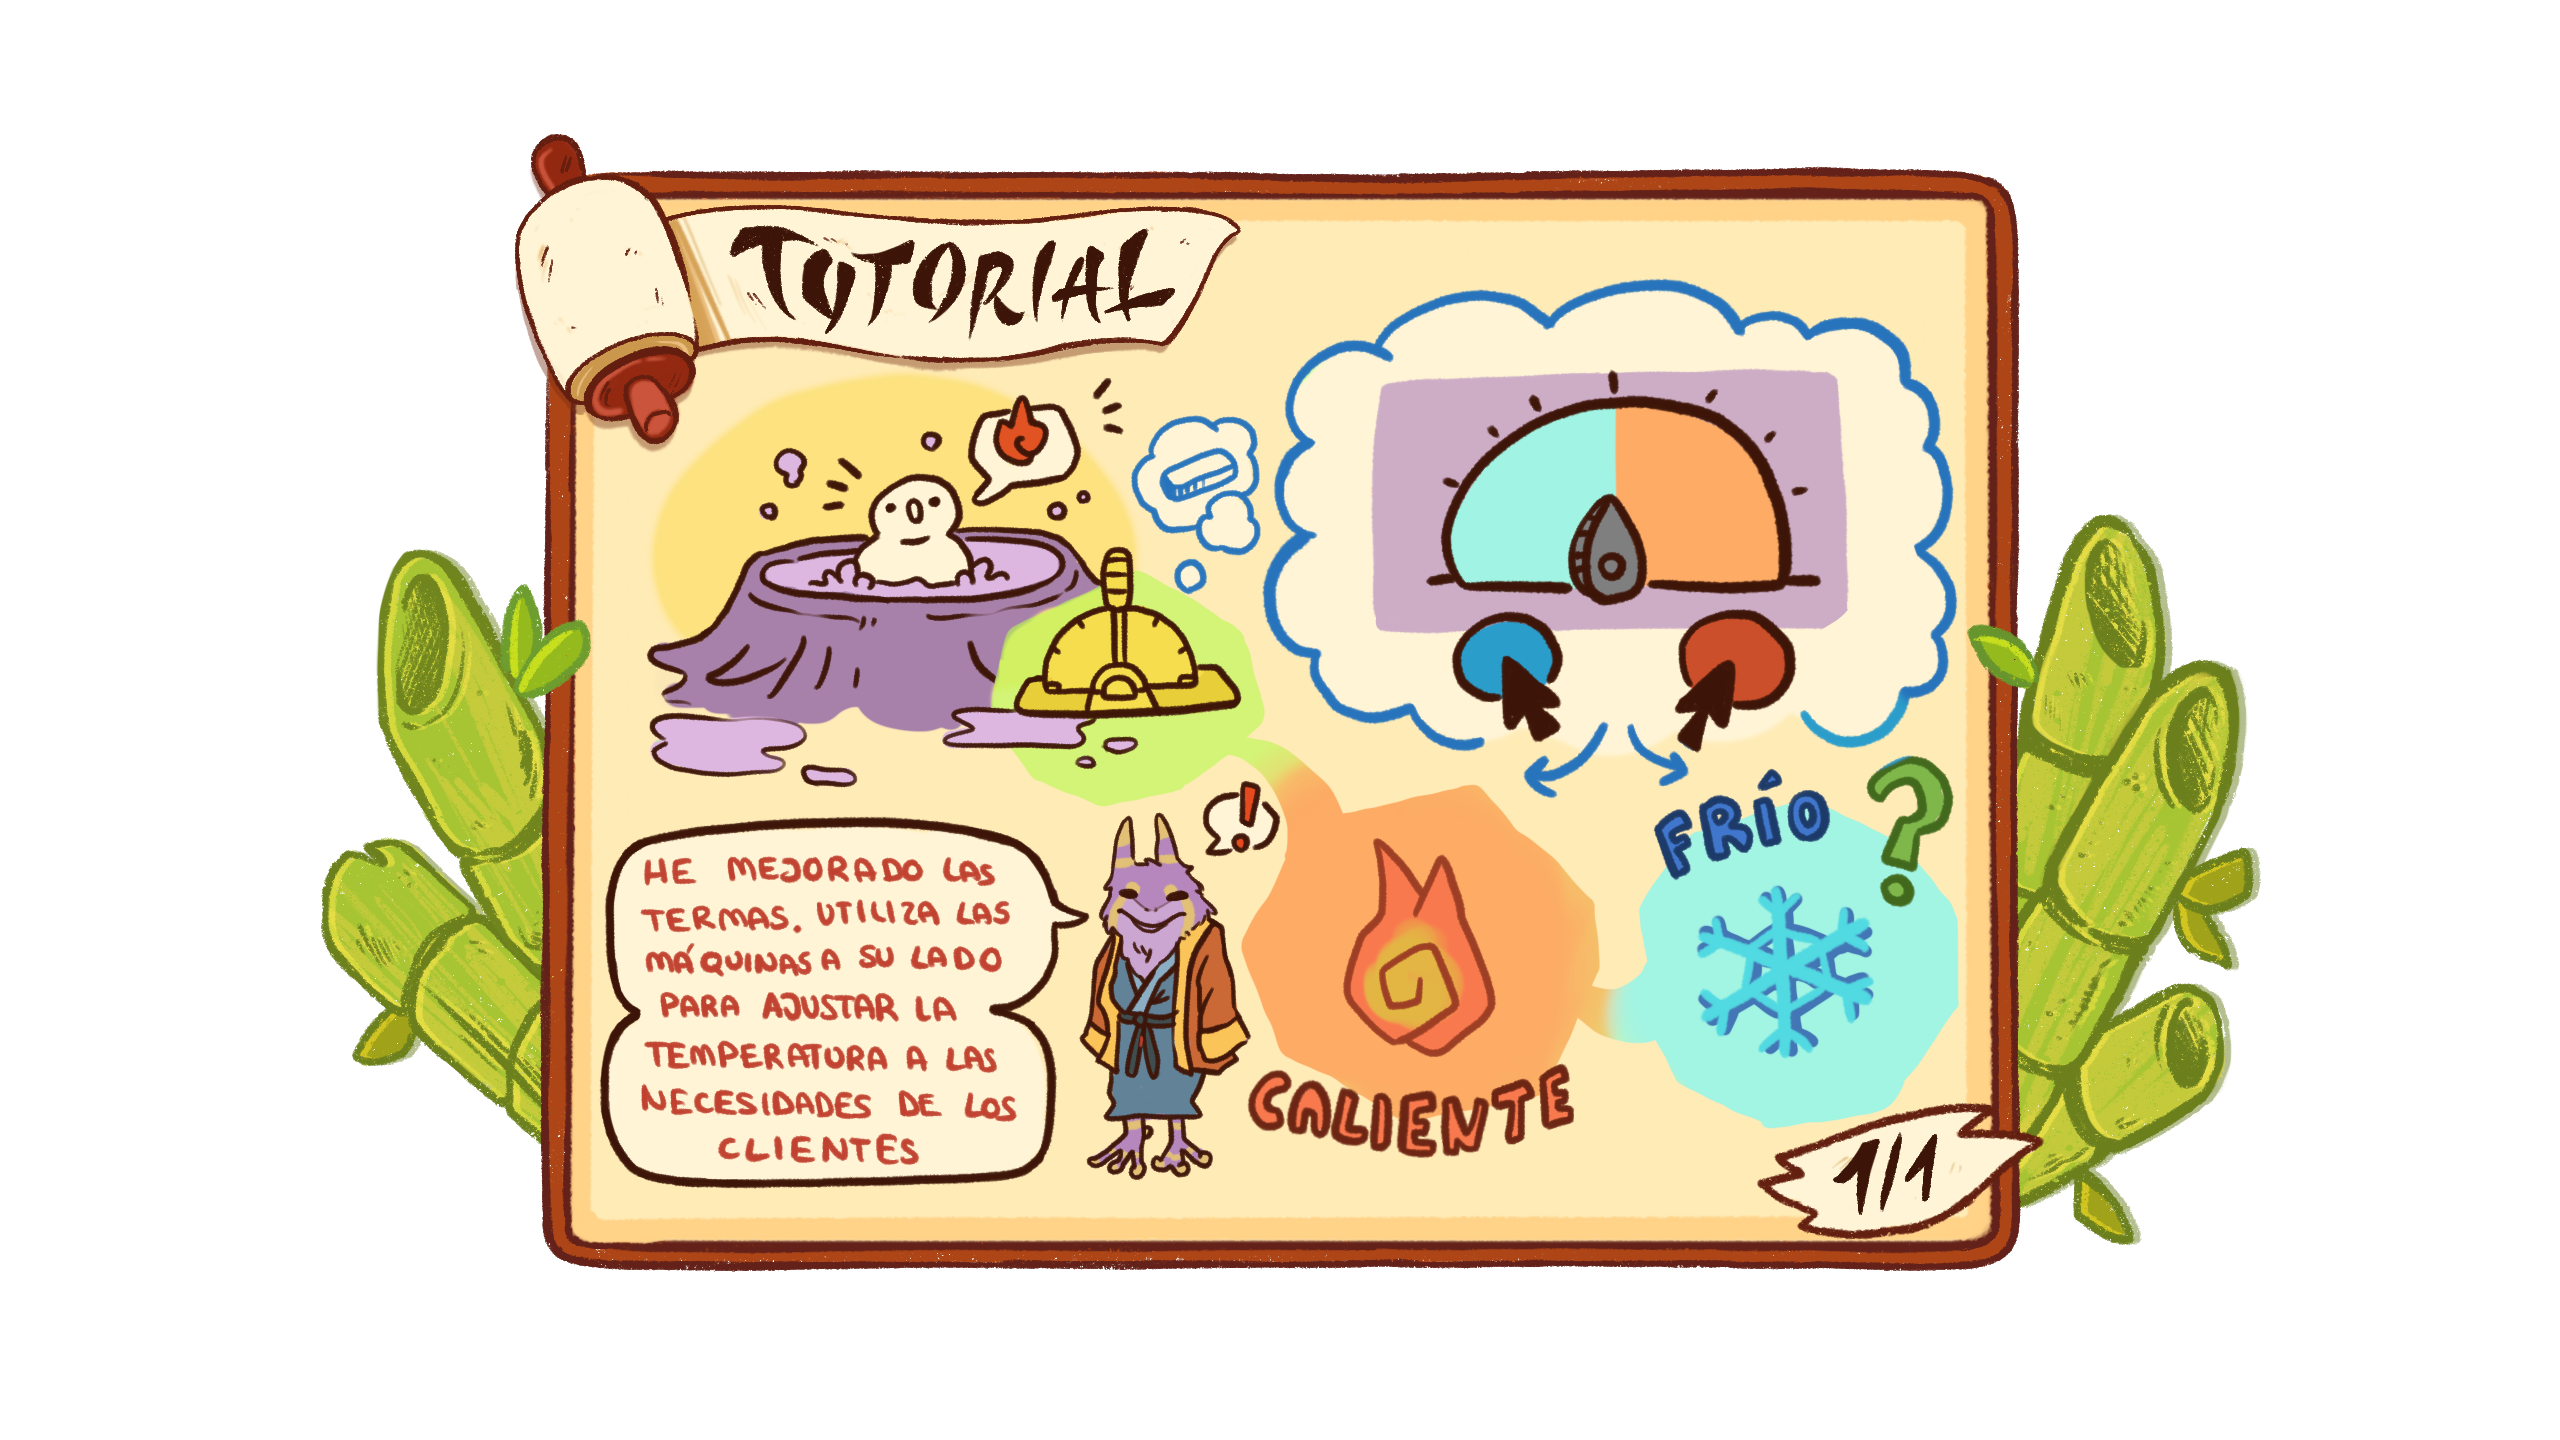 TUTORIAL
HE MEJORADO LAS
TERMAS. UTILIZA LAS
MÁQUINAS A SU LADO
PARA AJUSTAR LA
TEMPERATURA A LAS
NECESIDADES DE LOS
CLIENTES
!
CALIENTE
FRÍO ?
1/1